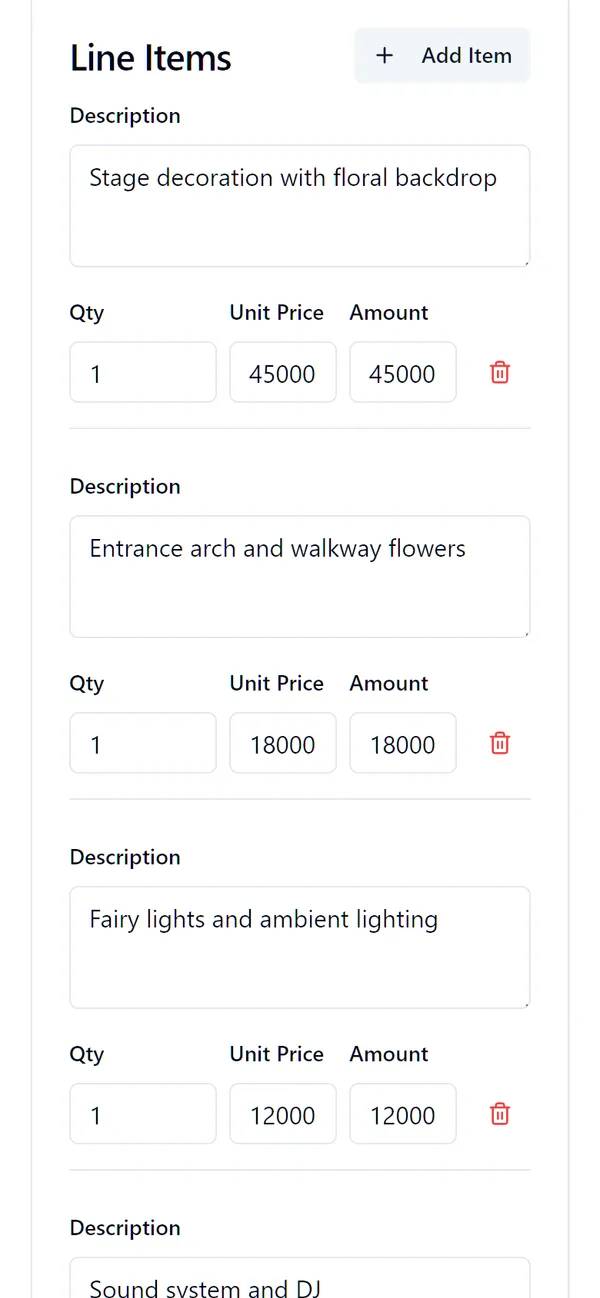 Line Items
+ Add Item
Description
Stage decoration with floral backdrop
Qty Unit Price Amount
1 45000 45000
Description
Entrance arch and walkway flowers
Qty Unit Price Amount
1 18000 18000
Description
Fairy lights and ambient lighting
Qty Unit Price Amount
1 12000 12000
Description
Sound system and DJ